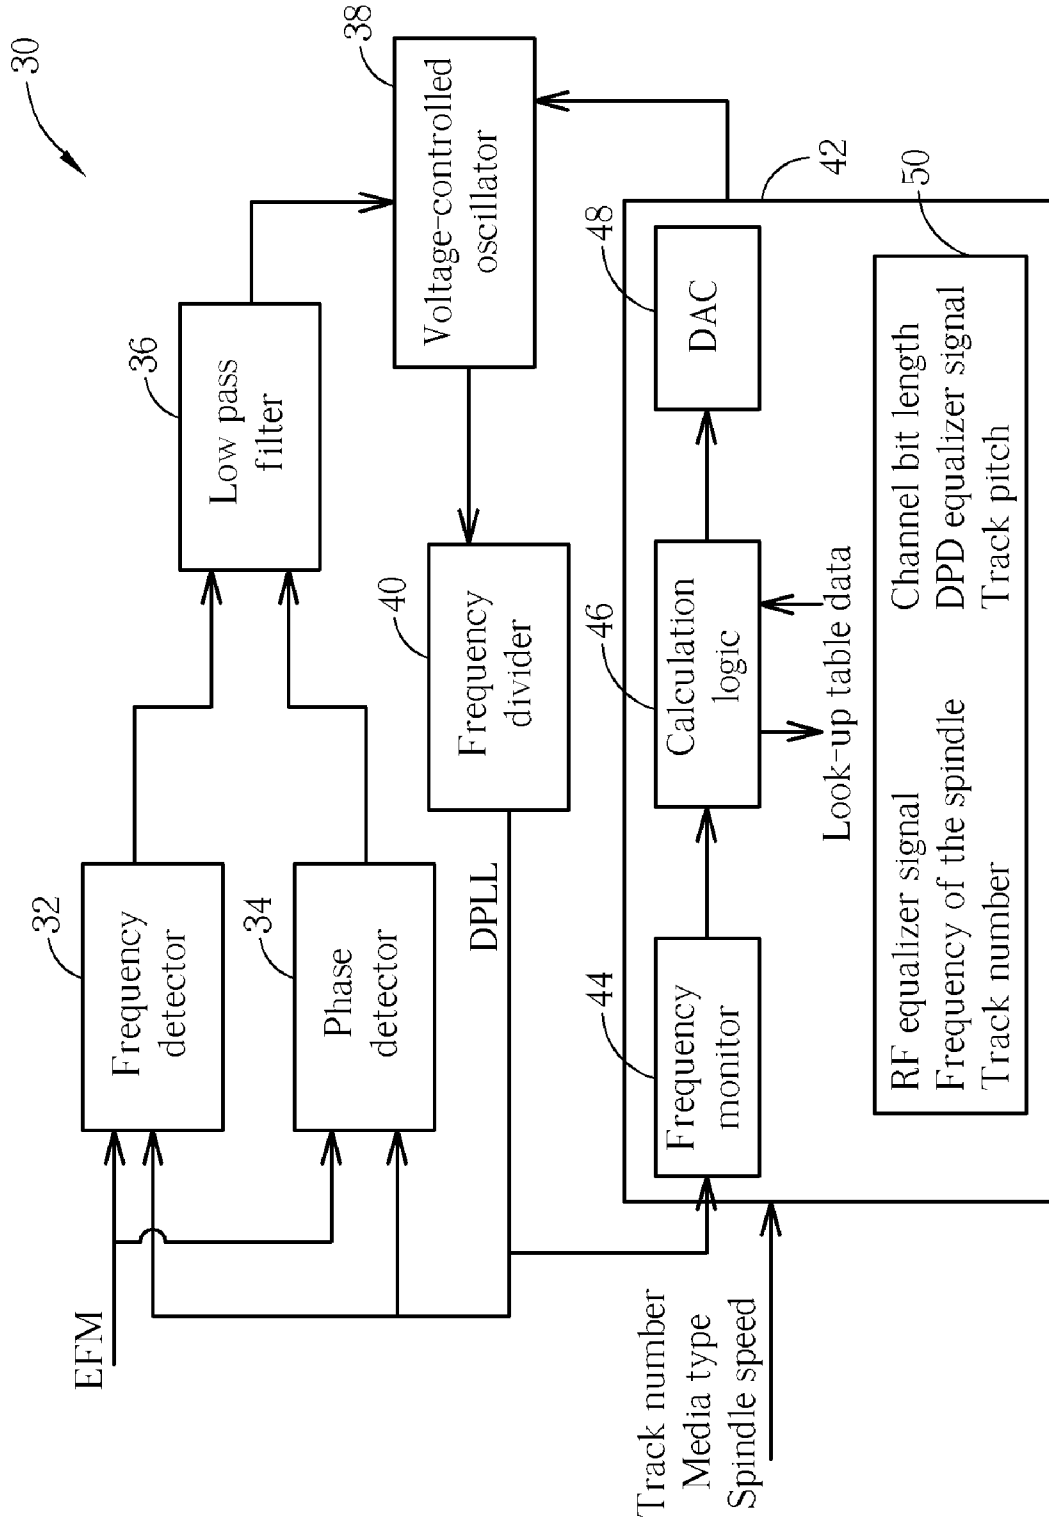 30
32
Frequency
detector
34
Phase
detector
36
Low pass
filter
38
Voltage-controlled
oscillator
40
Frequency
divider
EFM
DPLL
Track number
Media type
Spindle speed
42
44
Frequency
monitor
46
Calculation
logic
48
DAC
Look-up table data
50
RF equalizer signal
Frequency of the spindle
Track number
Channel bit length
DPD equalizer signal
Track pitch